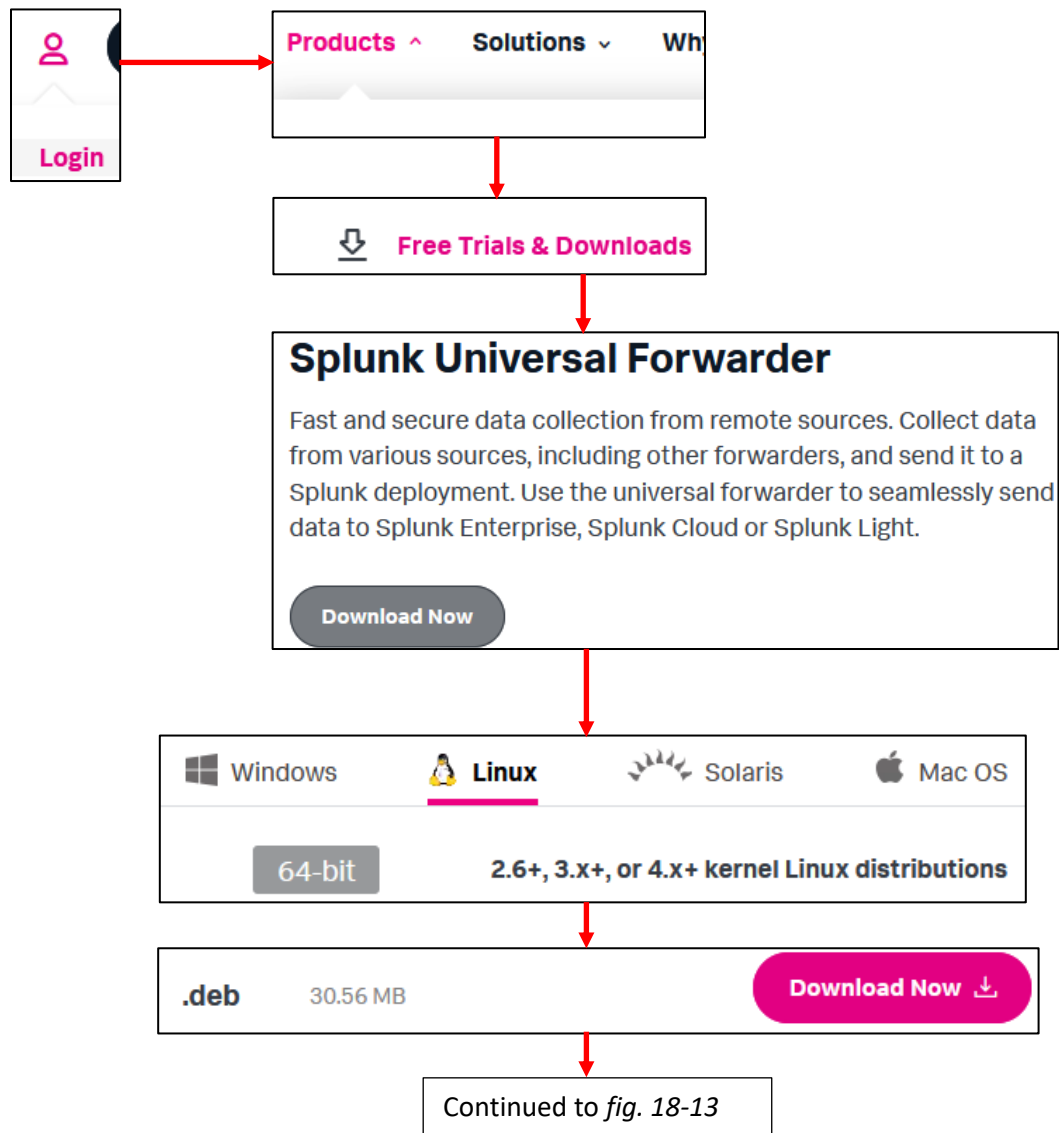 Products
Solutions
Login
Free Trials & Downloads
Splunk Universal Forwarder
Fast and secure data collection from remote sources. Collect data
from various sources, including other forwarders, and send it to a
Splunk deployment. Use the universal forwarder to seamlessly send
data to Splunk Enterprise, Splunk Cloud or Splunk Light.
Download Now
Windows
Linux
Solaris
Mac OS
64-bit
2.6+, 3.x+, or 4.x+ kernel Linux distributions
.deb
30.56 MB
Download Now
Continued to fig. 18-13